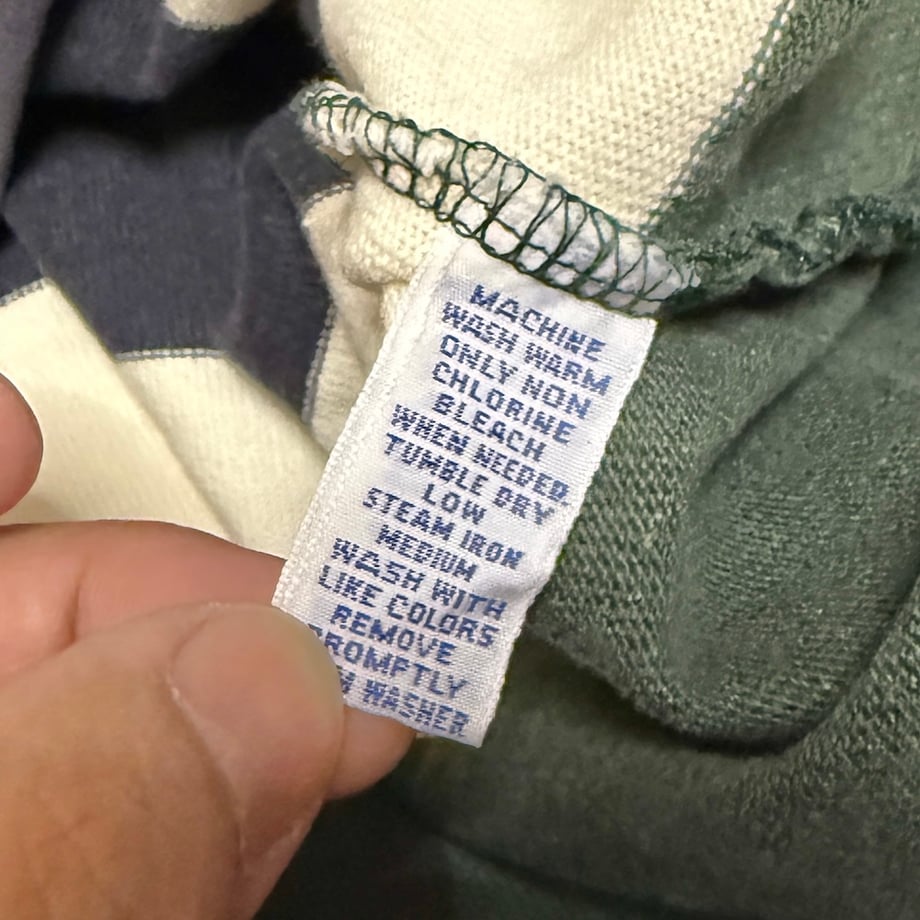 MACHINE
WASH WARM
ONLY NON
CHLORINE
BLEACH
WHEN NEEDED
TUMBLE DRY
LOW
STEAM IRON
MEDIUM
WASH WITH
LIKE COLORS
REMOVE
PROMPTLY
WASHER